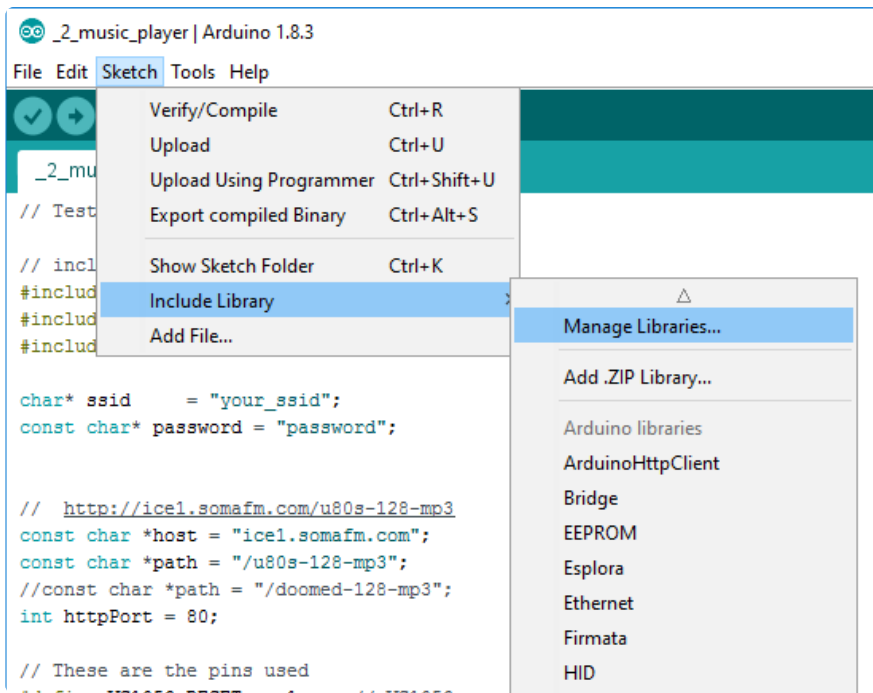 _2_music_player | Arduino 1.8.3
File Edit Sketch Tools Help
Verify/Compile Ctrl+R
Upload Ctrl+U
Upload Using Programmer Ctrl+Shift+U
Export compiled Binary Ctrl+Alt+S
Show Sketch Folder Ctrl+K
Include Library
Add File...
Manage Libraries...
Add .ZIP Library...
Arduino libraries
ArduinoHttpClient
Bridge
EEPROM
Esplora
Ethernet
Firmata
HID
_2_mu
// Test
// incl
#includ
#includ
#includ
char* ssid = "your_ssid";
const char* password = "password";
// http://ice1.somafm.com/u80s-128-mp3
const char *host = "ice1.somafm.com";
const char *path = "/u80s-128-mp3";
//const char *path = "/doomed-128-mp3";
int httpPort = 80;
// These are the pins used